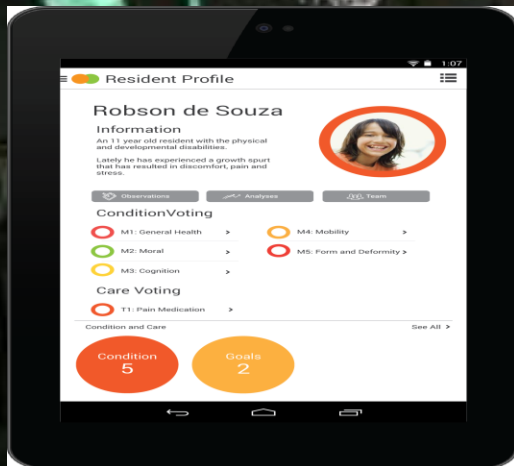 1:07
Resident Profile
Robson de Souza
Information
An 11 year old resident with the physical
and developmental disabilities.
Lately he has experienced a growth spurt
that has resulted in discomfort, pain and
stress.
Observations
Analyses
Team
ConditionVoting
M1: General Health >
M4: Mobility >
M2: Moral >
M5: Form and Deformity >
M3: Cognition >
Care Voting
T1: Pain Medication >
Condition and Care
See All >
Condition
5
Goals
2